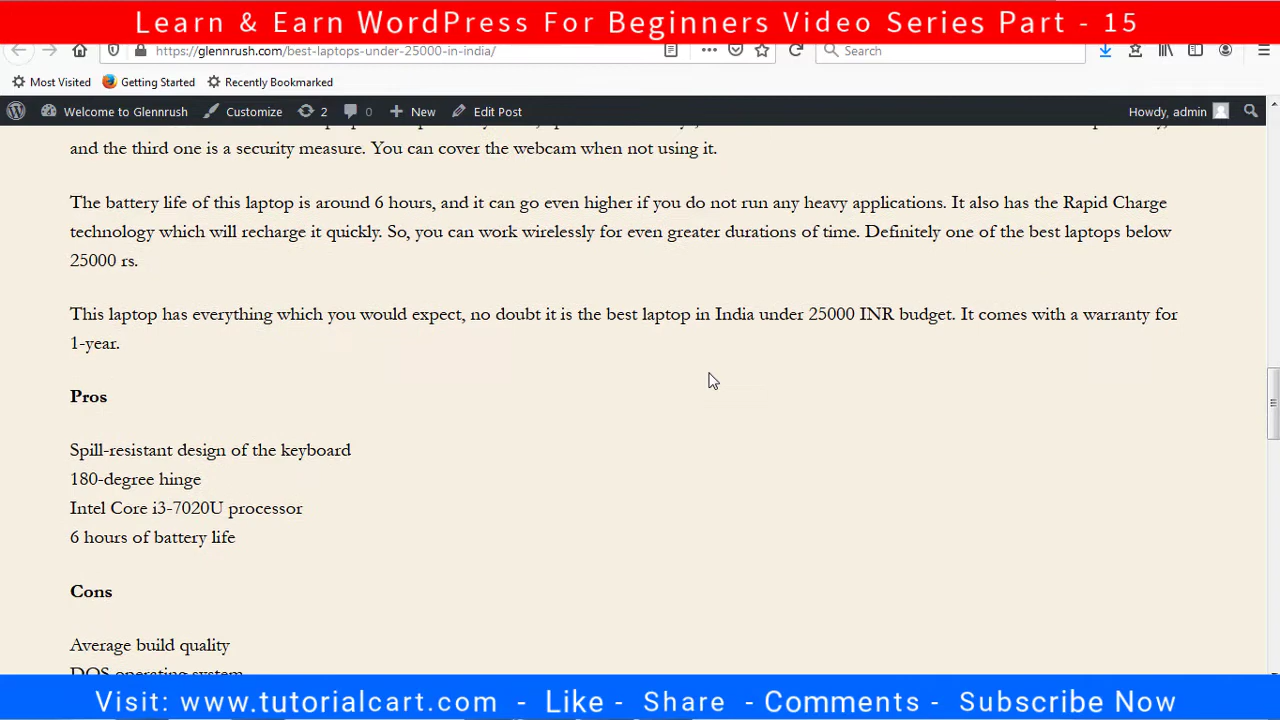 Learn & Earn WordPress For Beginners Video Series Part - 15
https://glennrush.com/best-laptops-under-25000-in-india/
Search
Most Visited Getting Started Recently Bookmarked
Welcome to Glennrush Customize 2 0 New Edit Post Howdy, admin
and the third one is a security measure. You can cover the webcam when not using it.
The battery life of this laptop is around 6 hours, and it can go even higher if you do not run any heavy applications. It also has the Rapid Charge
technology which will recharge it quickly. So, you can work wirelessly for even greater durations of time. Definitely one of the best laptops below
25000 rs.
This laptop has everything which you would expect, no doubt it is the best laptop in India under 25000 INR budget. It comes with a warranty for
1-year.
Pros
Spill-resistant design of the keyboard
180-degree hinge
Intel Core i3-7020U processor
6 hours of battery life
Cons
Average build quality
DOS operating system
Visit: www.tutorialcart.com - Like - Share - Comments - Subscribe Now